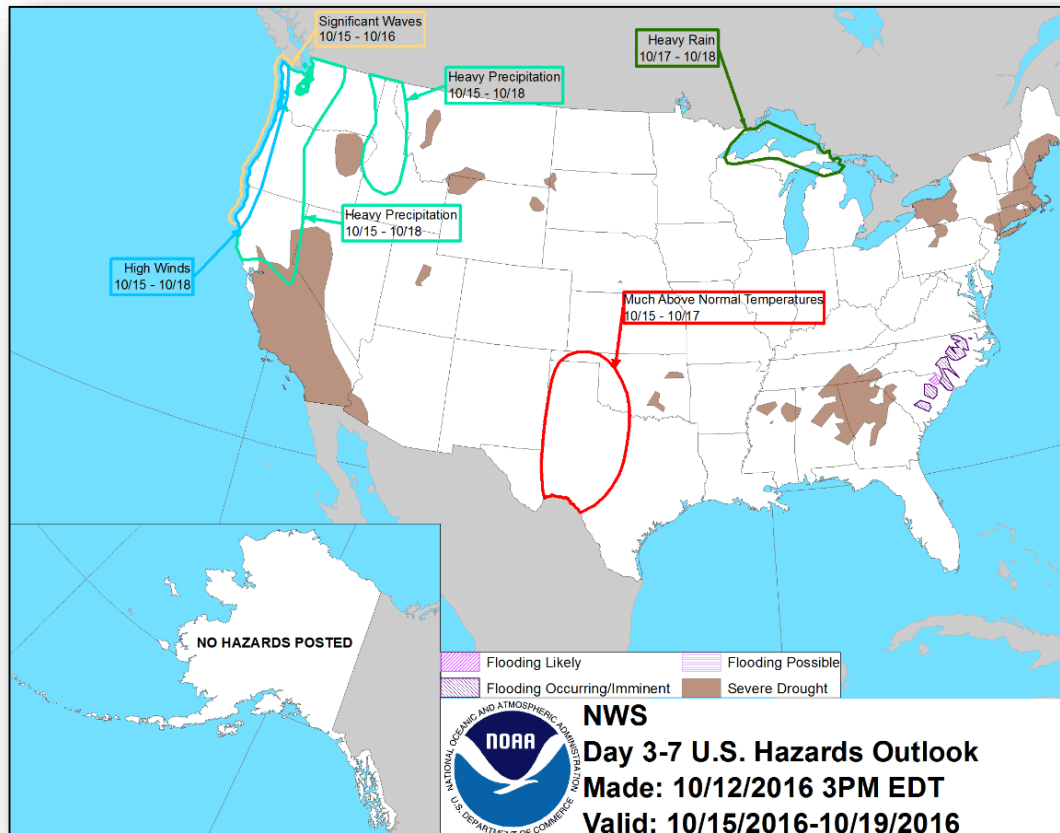 Significant Waves
10/15 - 10/16
Heavy Rain
10/17 - 10/18
Heavy Precipitation
10/15 - 10/18
Heavy Precipitation
10/15 - 10/18
High Winds
10/15 - 10/18
Much Above Normal Temperatures
10/15 - 10/17
NO HAZARDS POSTED
Flooding Likely
Flooding Possible
Flooding Occurring/Imminent
Severe Drought
NATIONAL OCEANIC AND ATMOSPHERIC ADMINISTRATION
NOAA
U.S. DEPARTMENT OF COMMERCE
NWS
Day 3-7 U.S. Hazards Outlook
Made: 10/12/2016 3PM EDT
Valid: 10/15/2016-10/19/2016